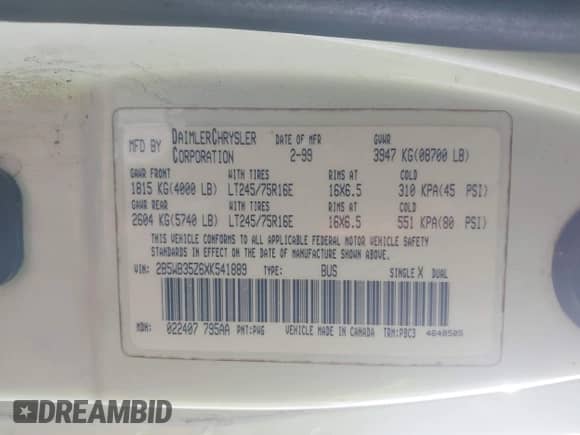 MFD BY DAIMLERCHRYSLER CORPORATION DATE OF MFR 2-99 GVWR 3947 KG(08700 LB)
GAWR FRONT WITH TIRES RIMS AT COLD
1815 KG(4000 LB) LT245/75R16E 16X6.5 310 KPA(45 PSI)
GAWR REAR WITH TIRES RIMS AT COLD
2604 KG(5740 LB) LT245/75R16E 16X6.5 551 KPA(80 PSI)
THIS VEHICLE CONFORMS TO ALL APPLICABLE FEDERAL MOTOR VEHICLE SAFETY
STANDARDS IN EFFECT ON THE DATE OF MANUFACTURE SHOWN ABOVE.
VIN: 2B5WB35Z6XK541889 TYPE: BUS SINGLE X DUAL
MDH: 022407 795AA PNT:PWG VEHICLE MADE IN CANADA TRM:PBC3 4648505
DREAMBID